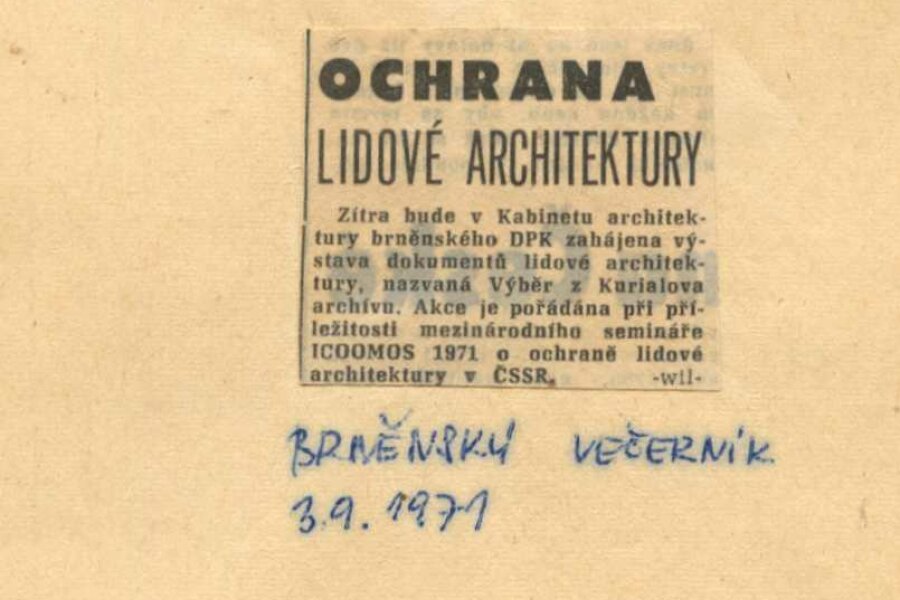 OCHRANA
LIDOVÉ ARCHITEKTURY
Zítra bude v Kabinetu architek-
tury brněnského DPK zahájena vý-
stava dokumentů lidové architek-
tury, nazvaná Výběr z Kurialova
archívu. Akce je pořádána při pří-
ležitosti mezinárodního semináře
ICOOMOS 1971 o ochraně lidové
architektury v ČSSR. -wil-
BRNĚNSKÝ VEČERNÍK
3.9.1971